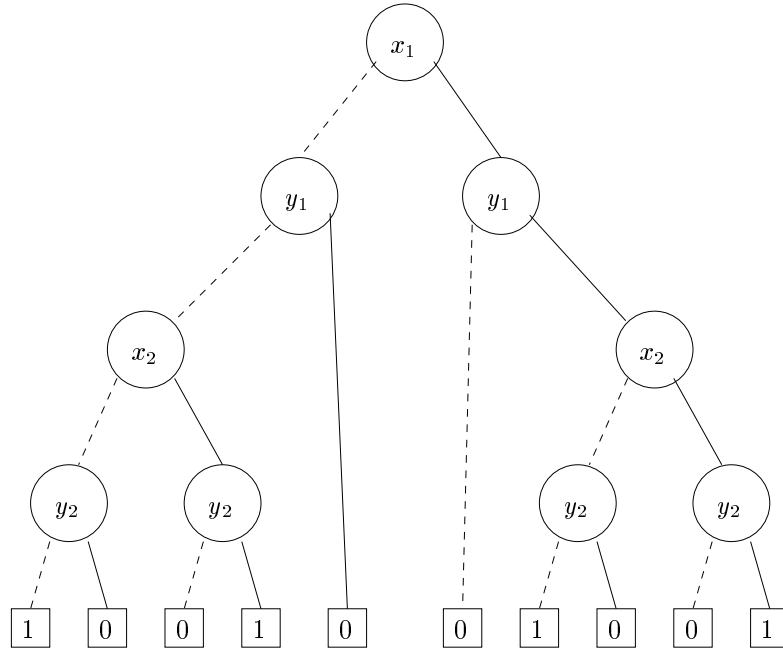 x₁
y₁ y₁
x₂ x₂
y₂ y₂ y₂ y₂
1 0 0 1 0 0 1 0 0 1